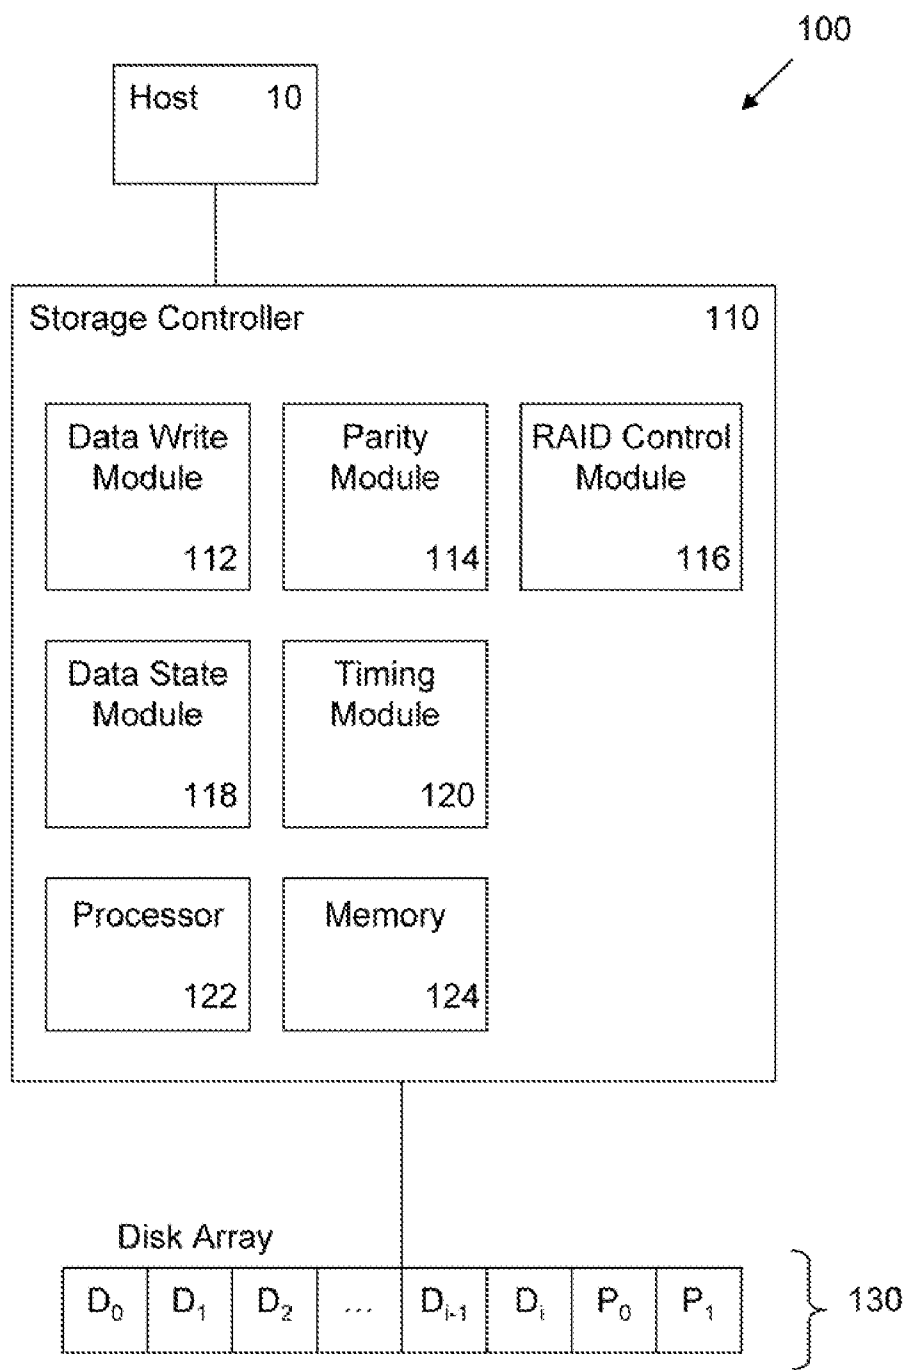 100
Host 10
Storage Controller 110
Data Write
Module
112
Parity
Module
114
RAID Control
Module
116
Data State
Module
118
Timing
Module
120
Processor
122
Memory
124
Disk Array
D₀ D₁ D₂ ... Dᵢ₋₁ Dᵢ P₀ P₁
130